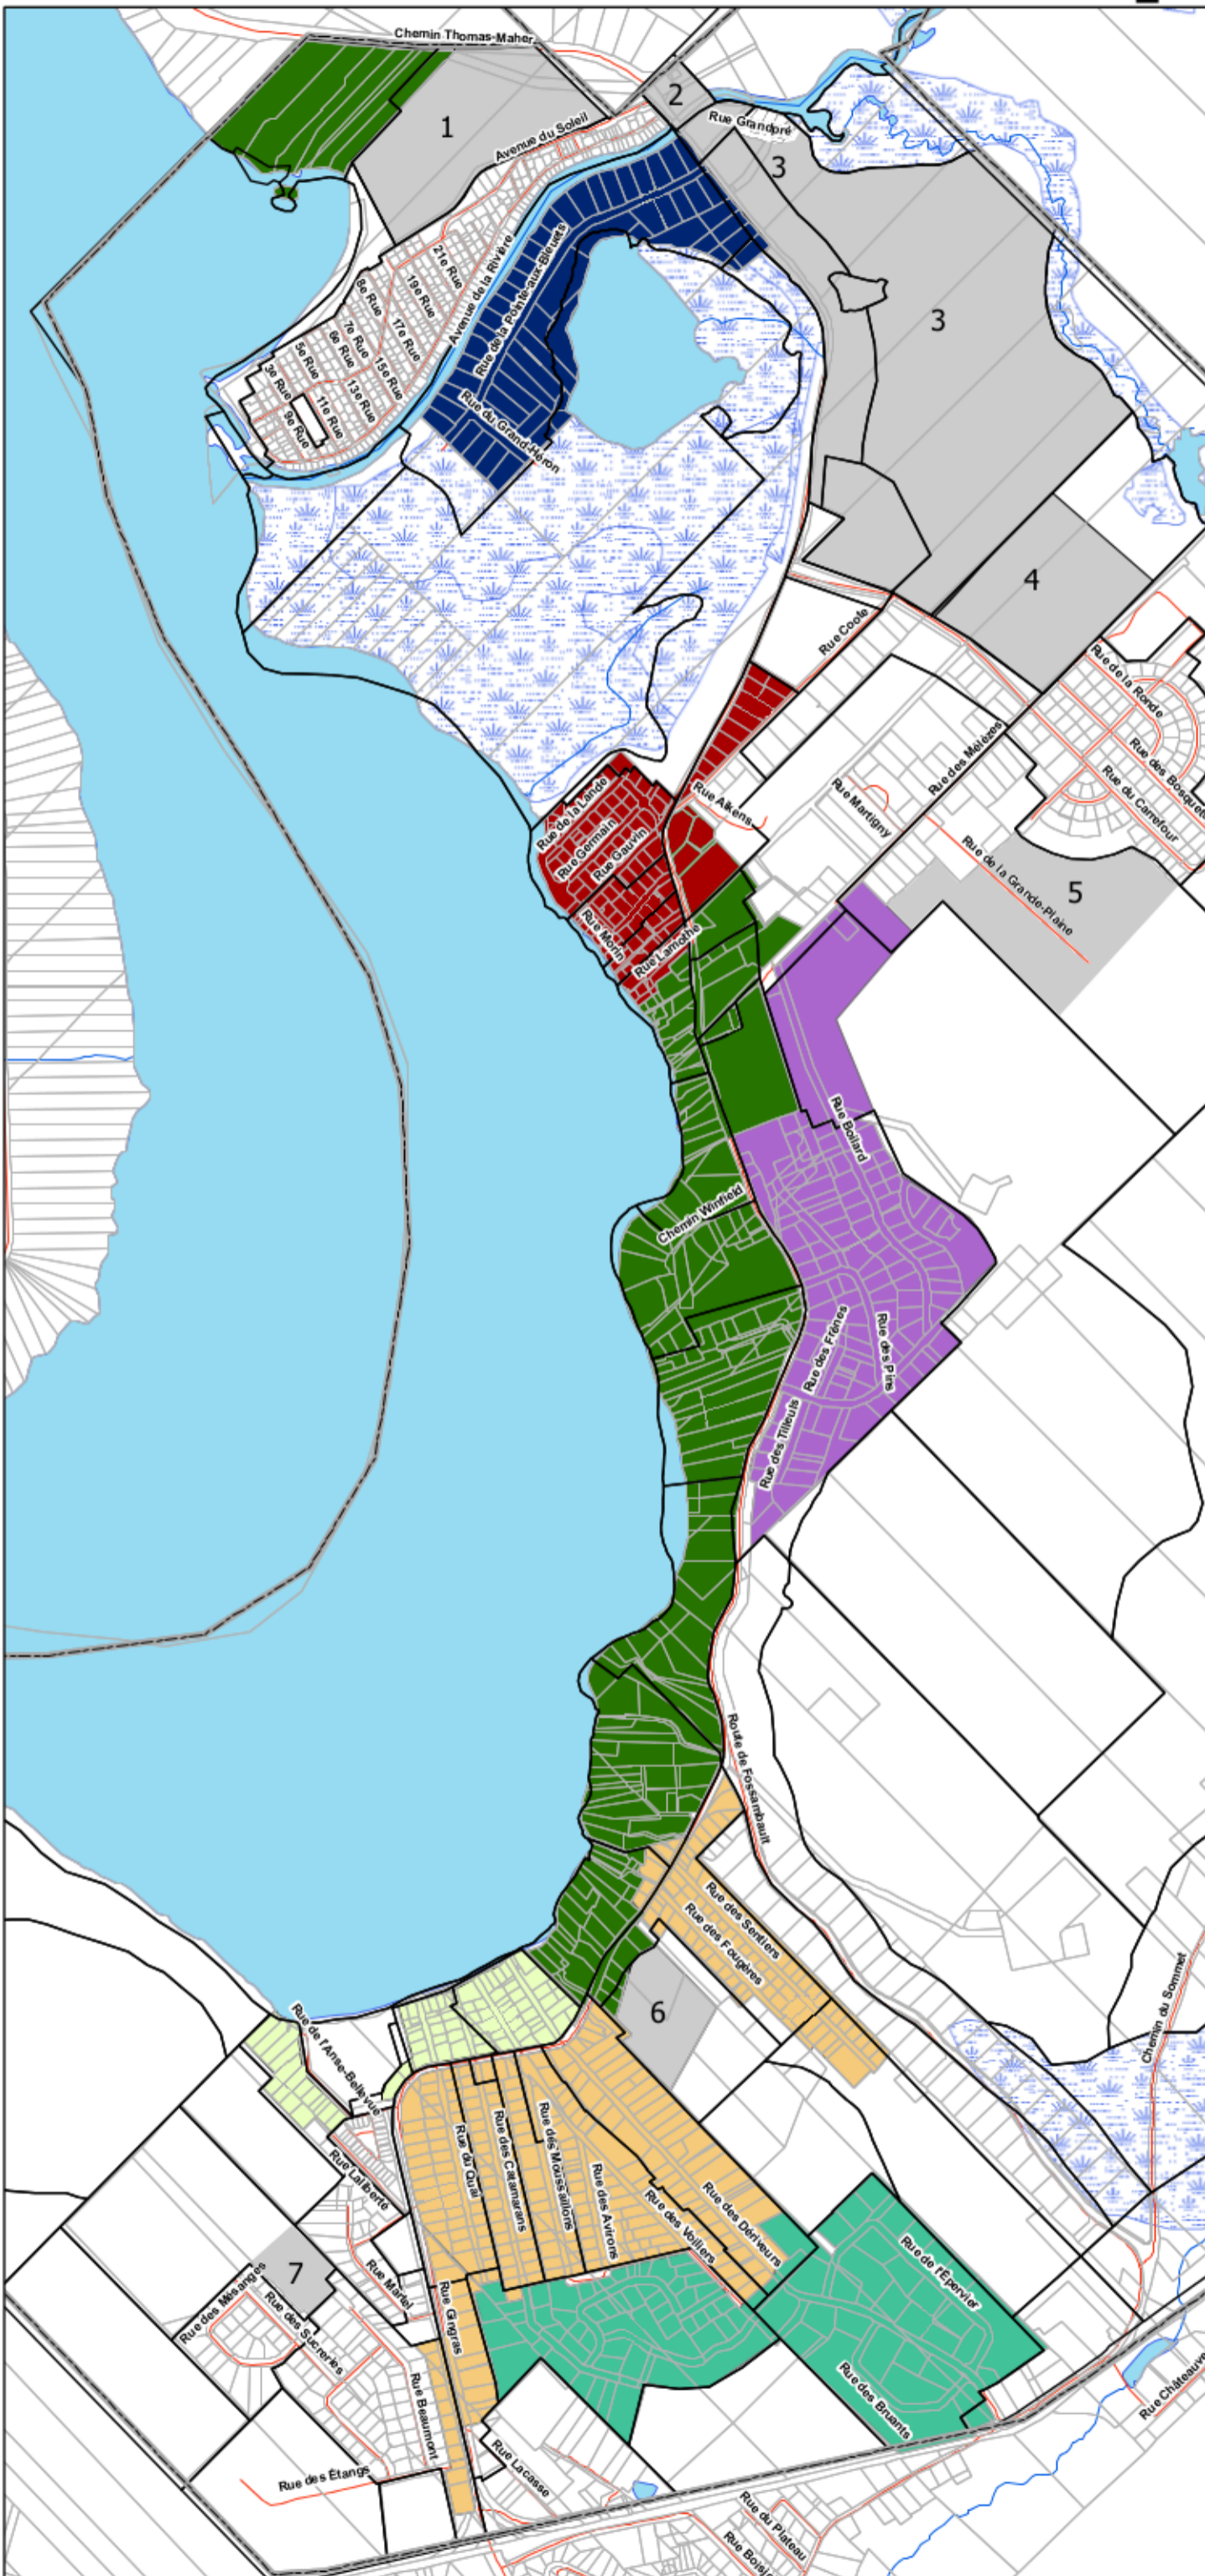 Chemin Thomas-Maher
2
1
Rue Grandpré
Avenue du Soleil
3
21e Rue
Avenue de la Rivière
19e Rue
8e Rue
Rue de la Pointe-aux-Bleuets
17e Rue
7e Rue
6e Rue
5e Rue
15e Rue
3
3e Rue
13e Rue
11e Rue
9e Rue
Rue du Grand-Héron
4
Rue Coote
Rue de la Ronde
Rue des Mélèzes
Rue des Bosquet
Rue du Carrefour
Rue de la Lande
Rue Aikens
Rue Martigny
Rue Germain
Rue Gauvin
Rue de la Grande-Plaine
5
Rue Morin
Rue Lamothe
Rue Boilard
Chemin Winfield
Rue des Frênes
Rue des Pins
Rue des Tilleuls
Route de Fossambault
Rue des Sentiers
Rue des Fougères
Chemin du Sommet
6
Rue de l'Anse-Bellevue
Rue du Quai
Rue des Catamarans
Rue des Moussaillons
Rue Laliberté
Rue des Avirons
Rue des Voiliers
Rue des Dériveurs
Rue de l'Épervier
7
Rue Martel
Rue des Mésanges
Rue des Sucreries
Rue Gingras
Rue Beaumont
Rue des Bruants
Rue Châteauve
Rue Lacasse
Rue des Étangs
Rue du Plateau
Rue Boisj